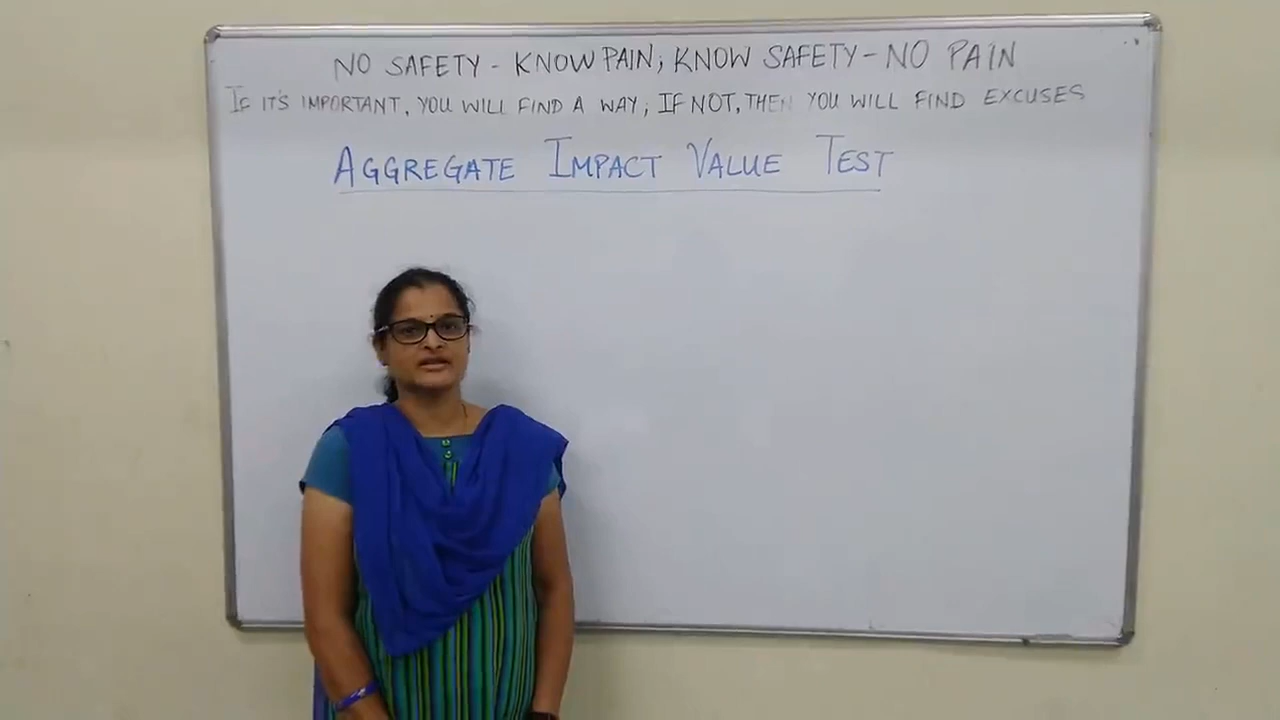 NO SAFETY - KNOW PAIN; KNOW SAFETY - NO PAIN
IF IT'S IMPORTANT, YOU WILL FIND A WAY; IF NOT, THEN YOU WILL FIND EXCUSES
AGGREGATE IMPACT VALUE TEST